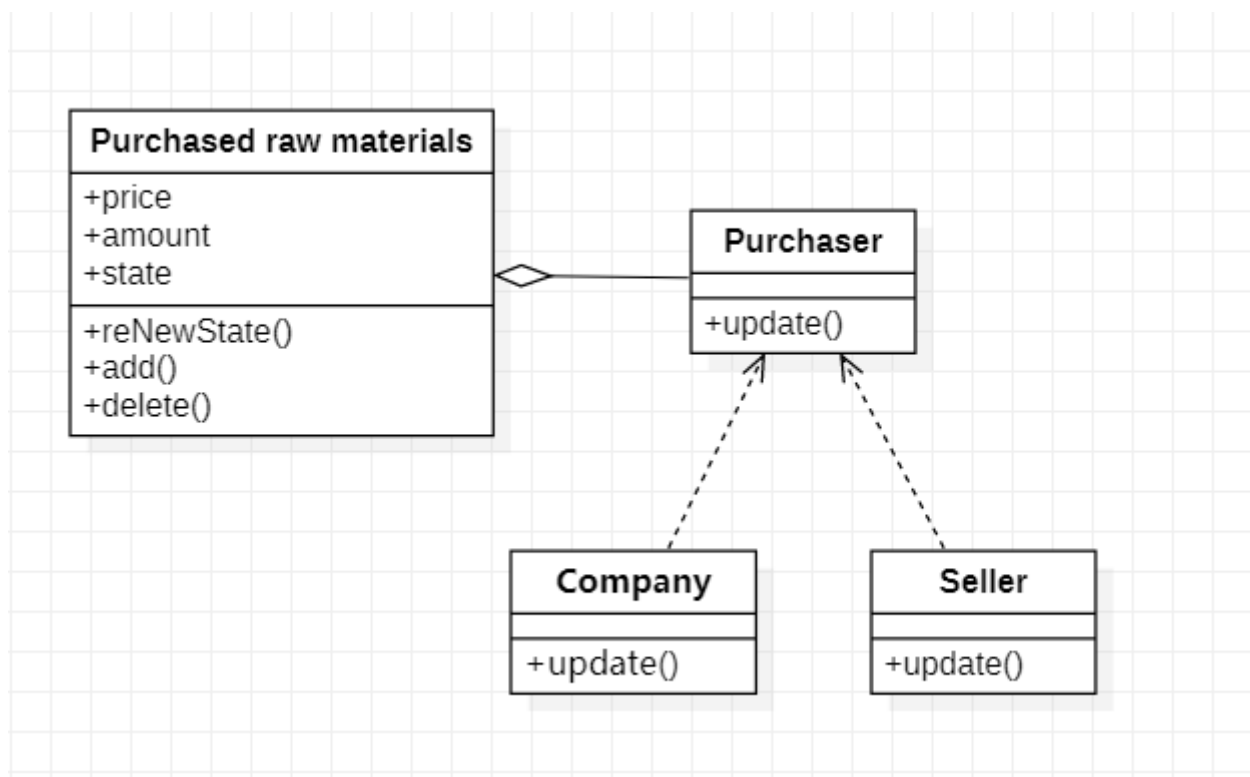 Purchased raw materials
+price
+amount
+state
+reNewState()
+add()
+delete()
Purchaser
+update()
Company
+update()
Seller
+update()